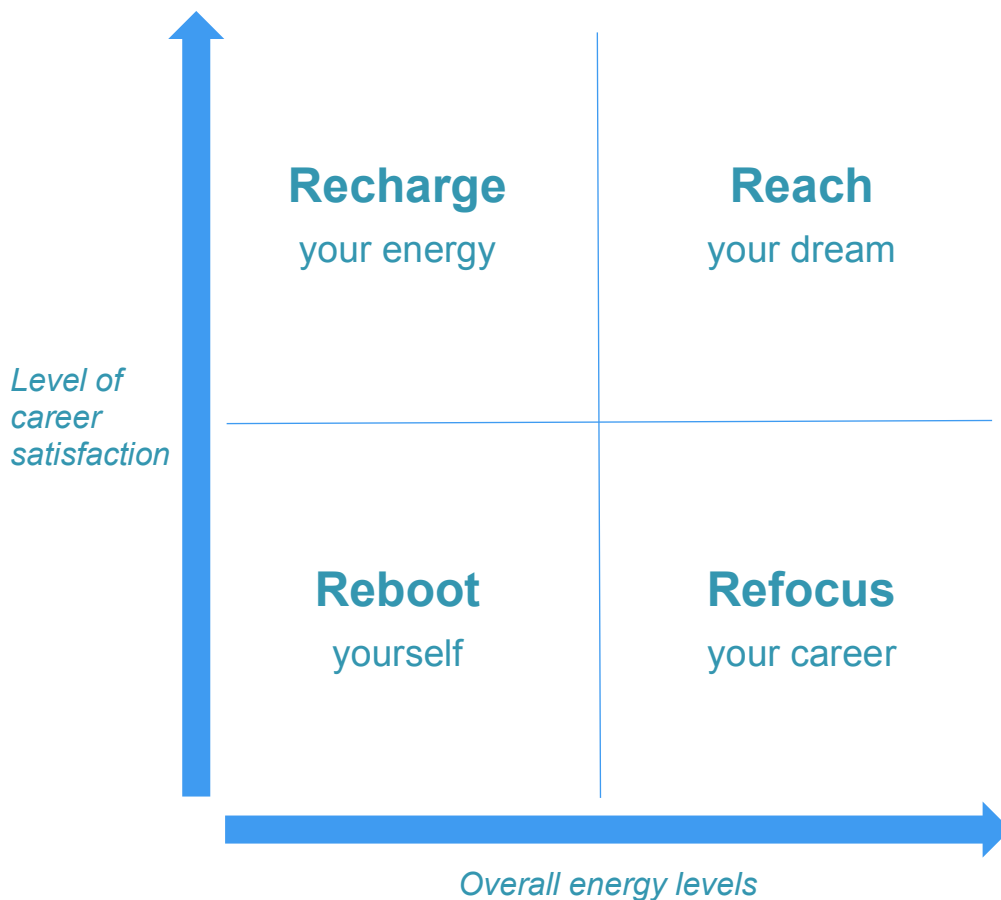 Recharge
your energy
Reach
your dream
Level of
career
satisfaction
Reboot
yourself
Refocus
your career
Overall energy levels